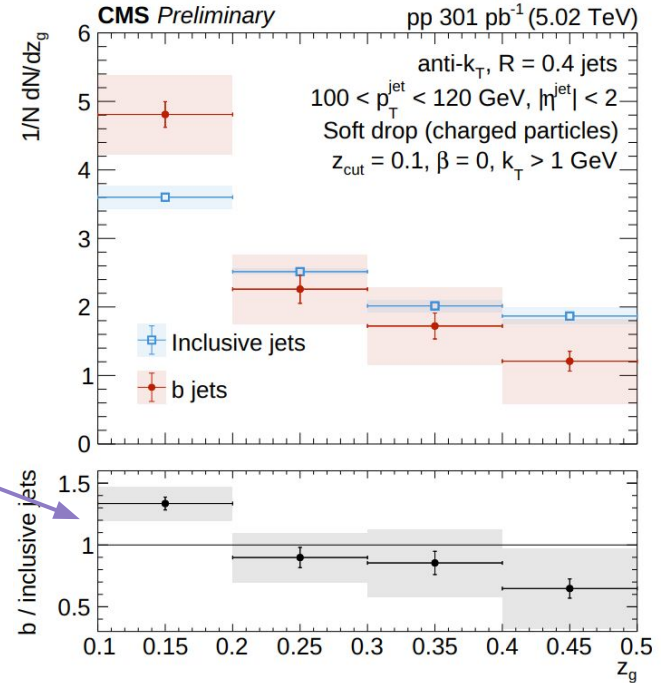 CMS Preliminary
pp 301 pb⁻¹ (5.02 TeV)
1/N dN/dz_g
6
5
4
3
2
1
0
anti-k_T, R = 0.4 jets
100 < p_T^jet < 120 GeV, |η^jet| < 2
Soft drop (charged particles)
z_cut = 0.1, β = 0, k_T > 1 GeV
Inclusive jets
b jets
b / inclusive jets
1.5
1
0.5
0.1 0.15 0.2 0.25 0.3 0.35 0.4 0.45 0.5
z_g